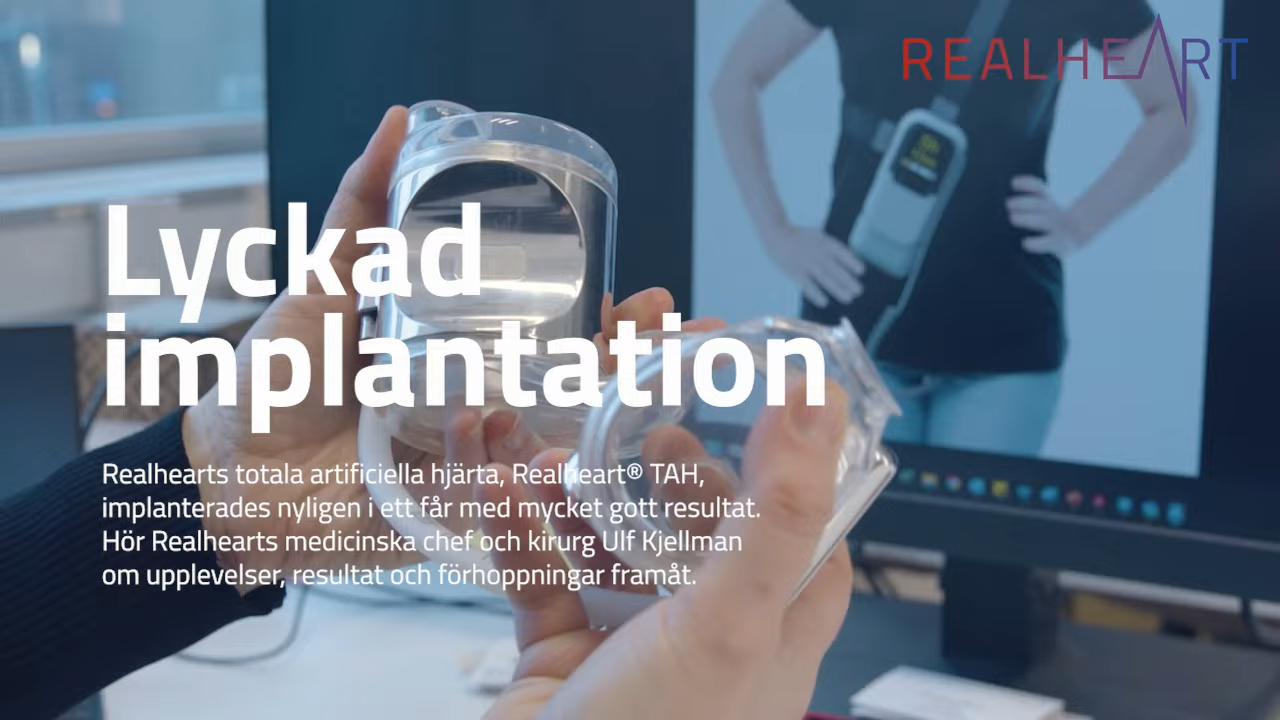 REALHEART
Lyckad
implantation
Realhearts totala artificiella hjärta, Realheart® TAH,
implanterades nyligen i ett får med mycket gott resultat.
Hör Realhearts medicinska chef och kirurg Ulf Kjellman
om upplevelser, resultat och förhoppningar framåt.